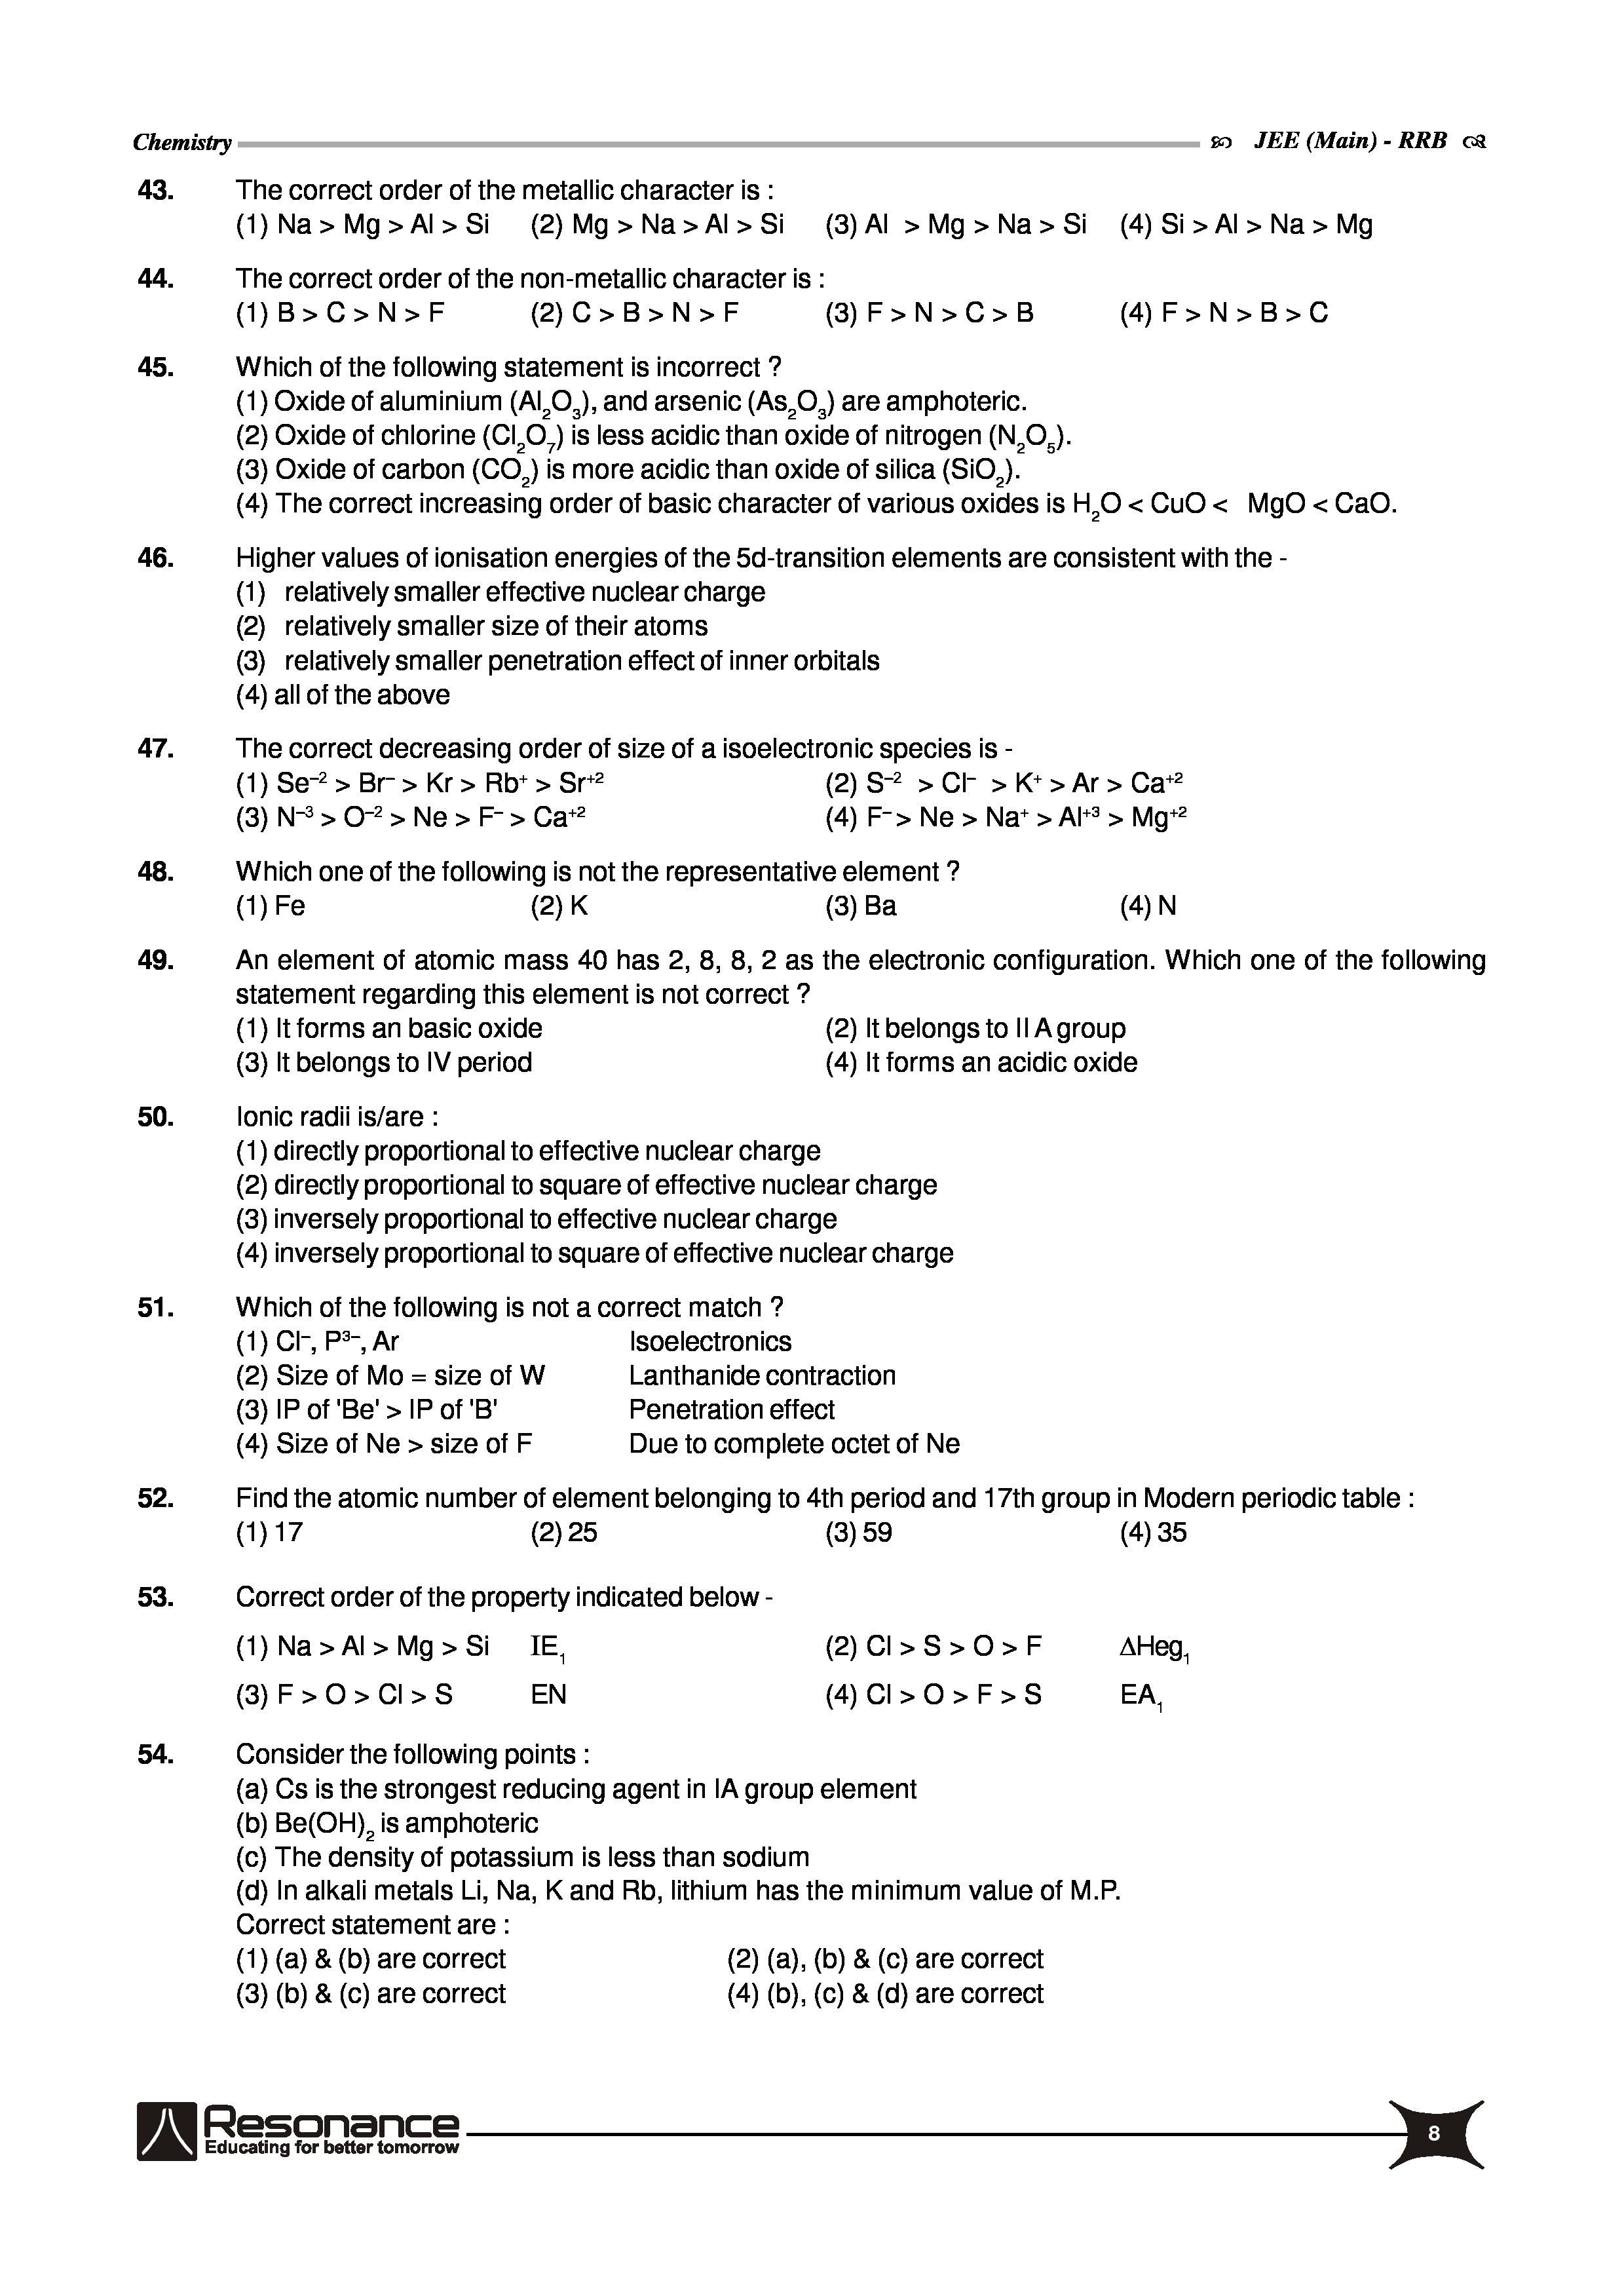 Chemistry JEE (Main) - RRB
43. The correct order of the metallic character is :
(1) Na > Mg > Al > Si (2) Mg > Na > Al > Si (3) Al > Mg > Na > Si (4) Si > Al > Na > Mg
44. The correct order of the non-metallic character is :
(1) B > C > N > F (2) C > B > N > F (3) F > N > C > B (4) F > N > B > C
45. Which of the following statement is incorrect ?
(1) Oxide of aluminium (Al₂O₃), and arsenic (As₂O₃) are amphoteric.
(2) Oxide of chlorine (Cl₂O₇) is less acidic than oxide of nitrogen (N₂O₅).
(3) Oxide of carbon (CO₂) is more acidic than oxide of silica (SiO₂).
(4) The correct increasing order of basic character of various oxides is H₂O < CuO < MgO < CaO.
46. Higher values of ionisation energies of the 5d-transition elements are consistent with the -
(1) relatively smaller effective nuclear charge
(2) relatively smaller size of their atoms
(3) relatively smaller penetration effect of inner orbitals
(4) all of the above
47. The correct decreasing order of size of a isoelectronic species is -
(1) Se⁻² > Br⁻ > Kr > Rb⁺ > Sr⁺² (2) S⁻² > Cl⁻ > K⁺ > Ar > Ca⁺²
(3) N⁻³ > O⁻² > Ne > F⁻ > Ca⁺² (4) F⁻ > Ne > Na⁺ > Al⁺³ > Mg⁺²
48. Which one of the following is not the representative element ?
(1) Fe (2) K (3) Ba (4) N
49. An element of atomic mass 40 has 2, 8, 8, 2 as the electronic configuration. Which one of the following
statement regarding this element is not correct ?
(1) It forms an basic oxide (2) It belongs to II A group
(3) It belongs to IV period (4) It forms an acidic oxide
50. Ionic radii is/are :
(1) directly proportional to effective nuclear charge
(2) directly proportional to square of effective nuclear charge
(3) inversely proportional to effective nuclear charge
(4) inversely proportional to square of effective nuclear charge
51. Which of the following is not a correct match ?
(1) Cl⁻, P³⁻, Ar Isoelectronics
(2) Size of Mo = size of W Lanthanide contraction
(3) IP of 'Be' > IP of 'B' Penetration effect
(4) Size of Ne > size of F Due to complete octet of Ne
52. Find the atomic number of element belonging to 4th period and 17th group in Modern periodic table :
(1) 17 (2) 25 (3) 59 (4) 35
53. Correct order of the property indicated below -
(1) Na > Al > Mg > Si IE₁ (2) Cl > S > O > F ΔHeg₁
(3) F > O > Cl > S EN (4) Cl > O > F > S EA₁
54. Consider the following points :
(a) Cs is the strongest reducing agent in IA group element
(b) Be(OH)₂ is amphoteric
(c) The density of potassium is less than sodium
(d) In alkali metals Li, Na, K and Rb, lithium has the minimum value of M.P.
Correct statement are :
(1) (a) & (b) are correct (2) (a), (b) & (c) are correct
(3) (b) & (c) are correct (4) (b), (c) & (d) are correct
Resonance
Educating for better tomorrow
8